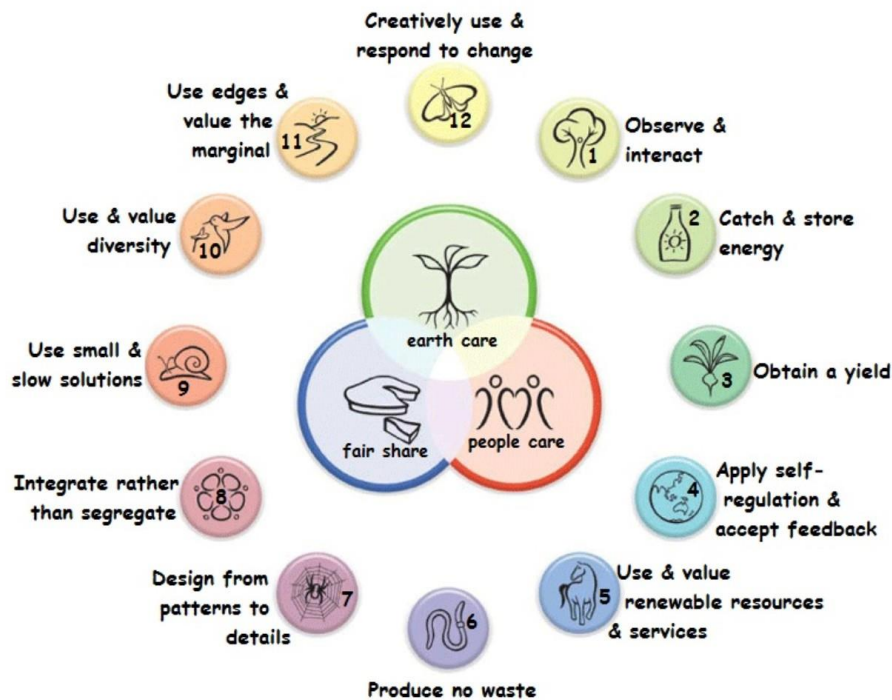 Creatively use &
respond to change
12
Observe &
interact
1
Catch & store
energy
2
Obtain a yield
3
Apply self-
regulation &
accept feedback
4
Use & value
renewable resources
& services
5
Produce no waste
6
Design from
patterns to
details
7
Integrate rather
than segregate
8
Use small &
slow solutions
9
Use & value
diversity
10
Use edges &
value the
marginal
11
earth care
fair share
people care